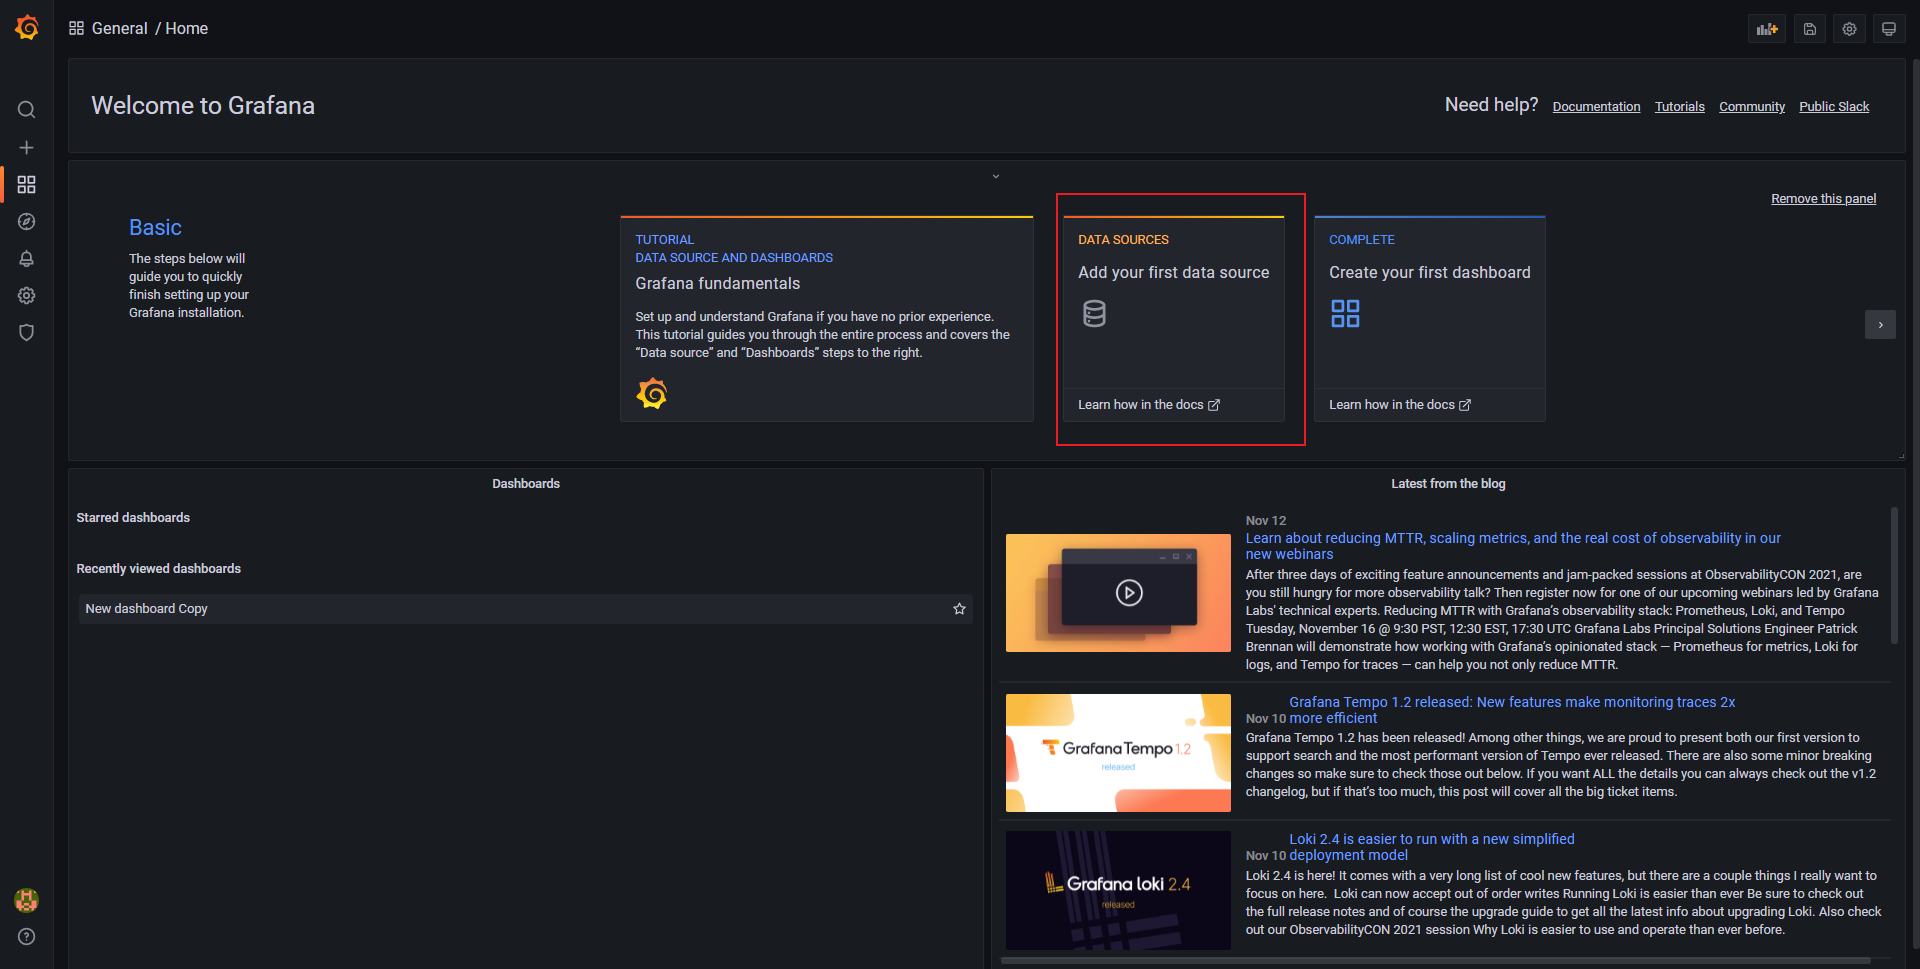 General / Home
Welcome to Grafana
Need help? Documentation Tutorials Community Public Slack
Remove this panel
Basic
The steps below will
guide you to quickly
finish setting up your
Grafana installation.
TUTORIAL
DATA SOURCE AND DASHBOARDS
Grafana fundamentals
Set up and understand Grafana if you have no prior experience.
This tutorial guides you through the entire process and covers the
“Data source” and “Dashboards” steps to the right.
DATA SOURCES
Add your first data source
Learn how in the docs
COMPLETE
Create your first dashboard
Learn how in the docs
Dashboards
Starred dashboards
Recently viewed dashboards
New dashboard Copy
Latest from the blog
Nov 12
Learn about reducing MTTR, scaling metrics, and the real cost of observability in our
new webinars
After three days of exciting feature announcements and jam-packed sessions at ObservabilityCON 2021, are
you still hungry for more observability talk? Then register now for one of our upcoming webinars led by Grafana
Labs’ technical experts. Reducing MTTR with Grafana’s observability stack: Prometheus, Loki, and Tempo
Tuesday, November 16 @ 9:30 PST, 12:30 EST, 17:30 UTC Grafana Labs Principal Solutions Engineer Patrick
Brennan will demonstrate how working with Grafana’s opinionated stack — Prometheus for metrics, Loki for
logs, and Tempo for traces — can help you not only reduce MTTR.
Grafana Tempo 1.2
released
Grafana Tempo 1.2 released: New features make monitoring traces 2x
Nov 10 more efficient
Grafana Tempo 1.2 has been released! Among other things, we are proud to present both our first version to
support search and the most performant version of Tempo ever released. There are also some minor breaking
changes so make sure to check those out below. If you want ALL the details you can always check out the v1.2
changelog, but if that’s too much, this post will cover all the big ticket items.
Grafana loki 2.4
released
Loki 2.4 is easier to run with a new simplified
Nov 10 deployment model
Loki 2.4 is here! It comes with a very long list of cool new features, but there are a couple things I really want to
focus on here. Loki can now accept out of order writes Running Loki is easier than ever Be sure to check out
the full release notes and of course the upgrade guide to get all the latest info about upgrading Loki. Also check
out our ObservabilityCON 2021 session Why Loki is easier to use and operate than ever before.